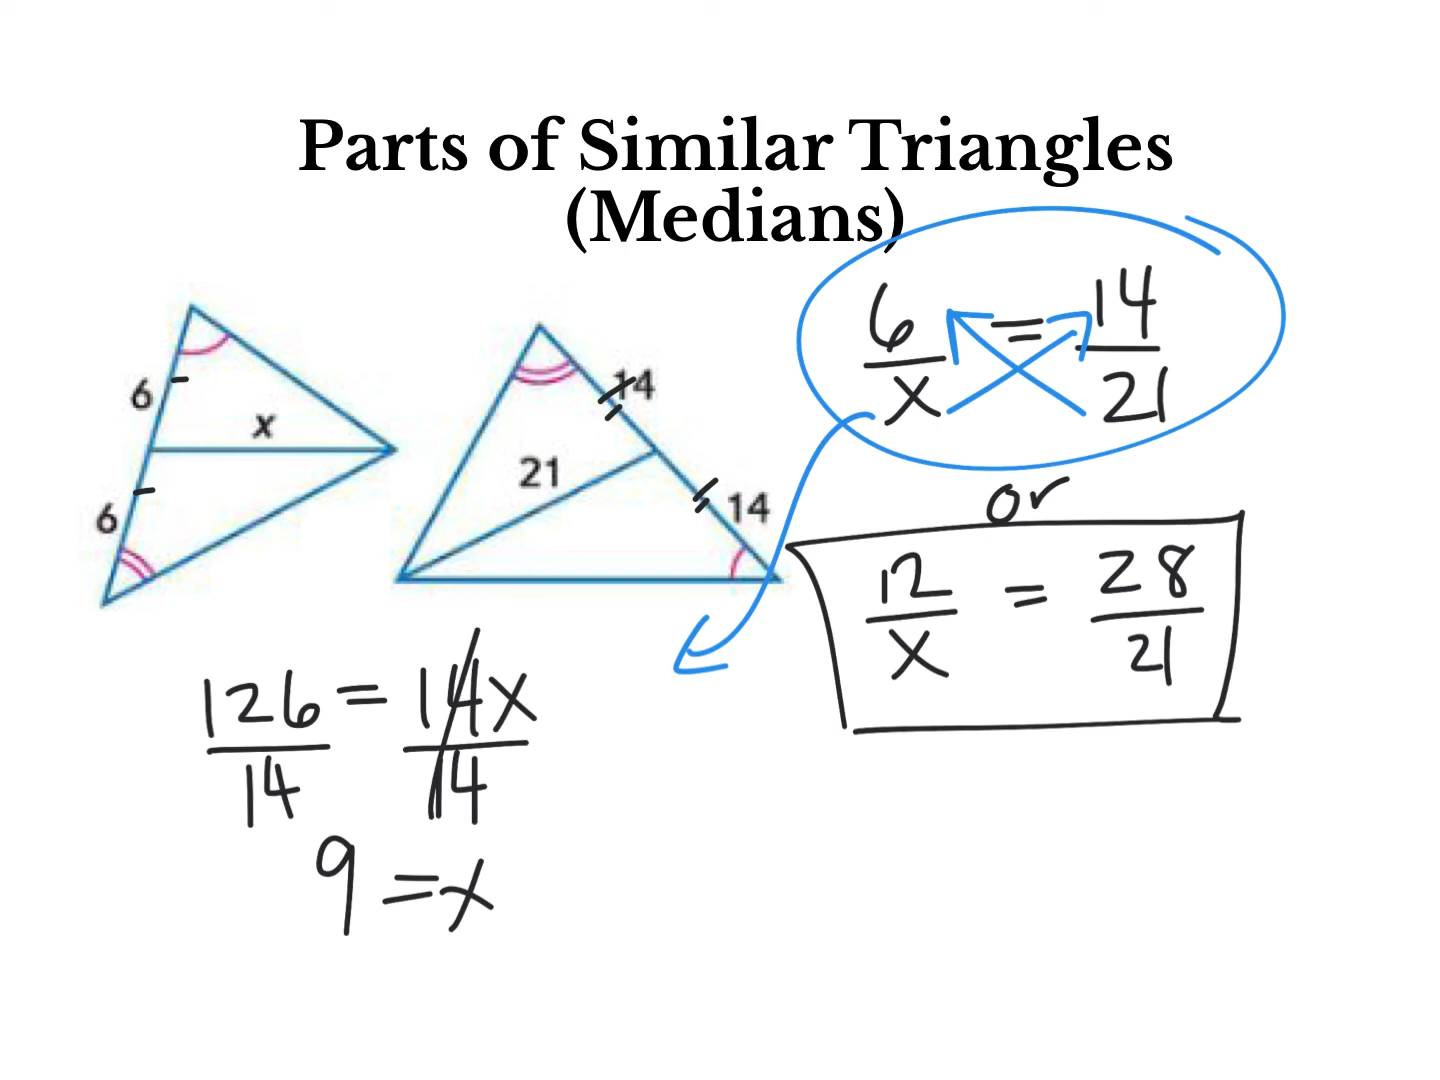 Parts of Similar Triangles
(Medians)
6
x
6
14
21
14
6/x = 14/21
or
12/x = 28/21
126/14 = 14x/14
9 = x